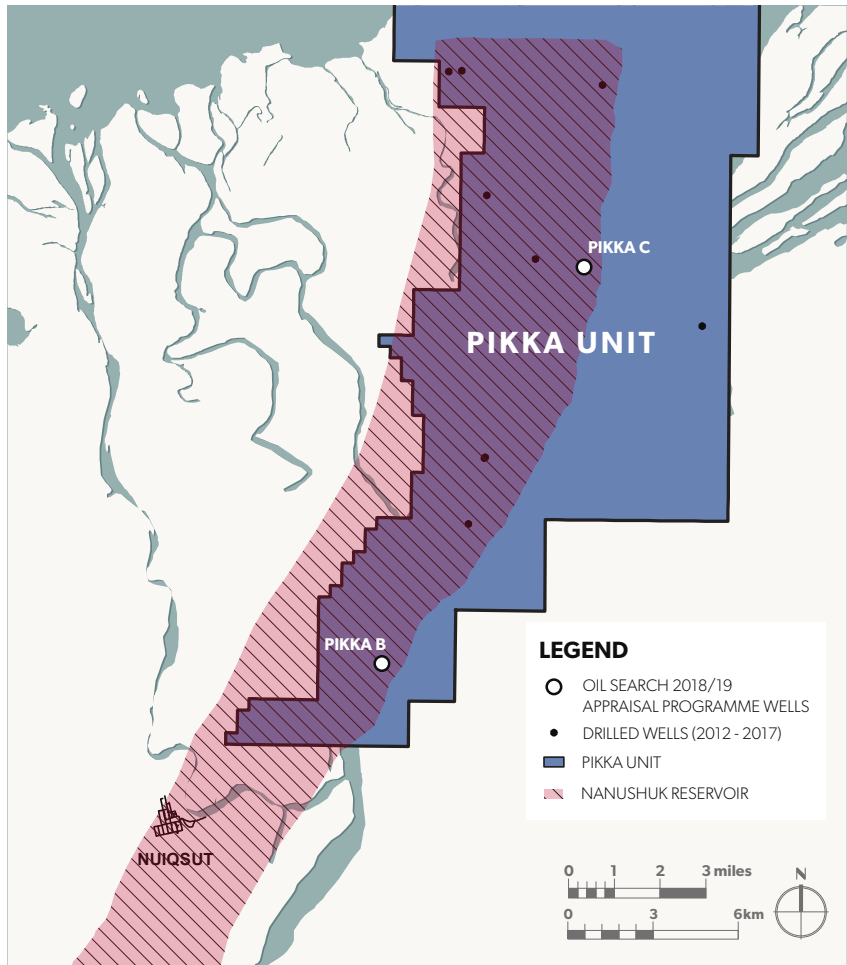 PIKKA C
PIKKA UNIT
PIKKA B
NUIQSUT
LEGEND
OIL SEARCH 2018/19
APPRAISAL PROGRAMME WELLS
DRILLED WELLS (2012 - 2017)
PIKKA UNIT
NANUSHUK RESERVOIR
0 1 2 3 miles
0 3 6km
N